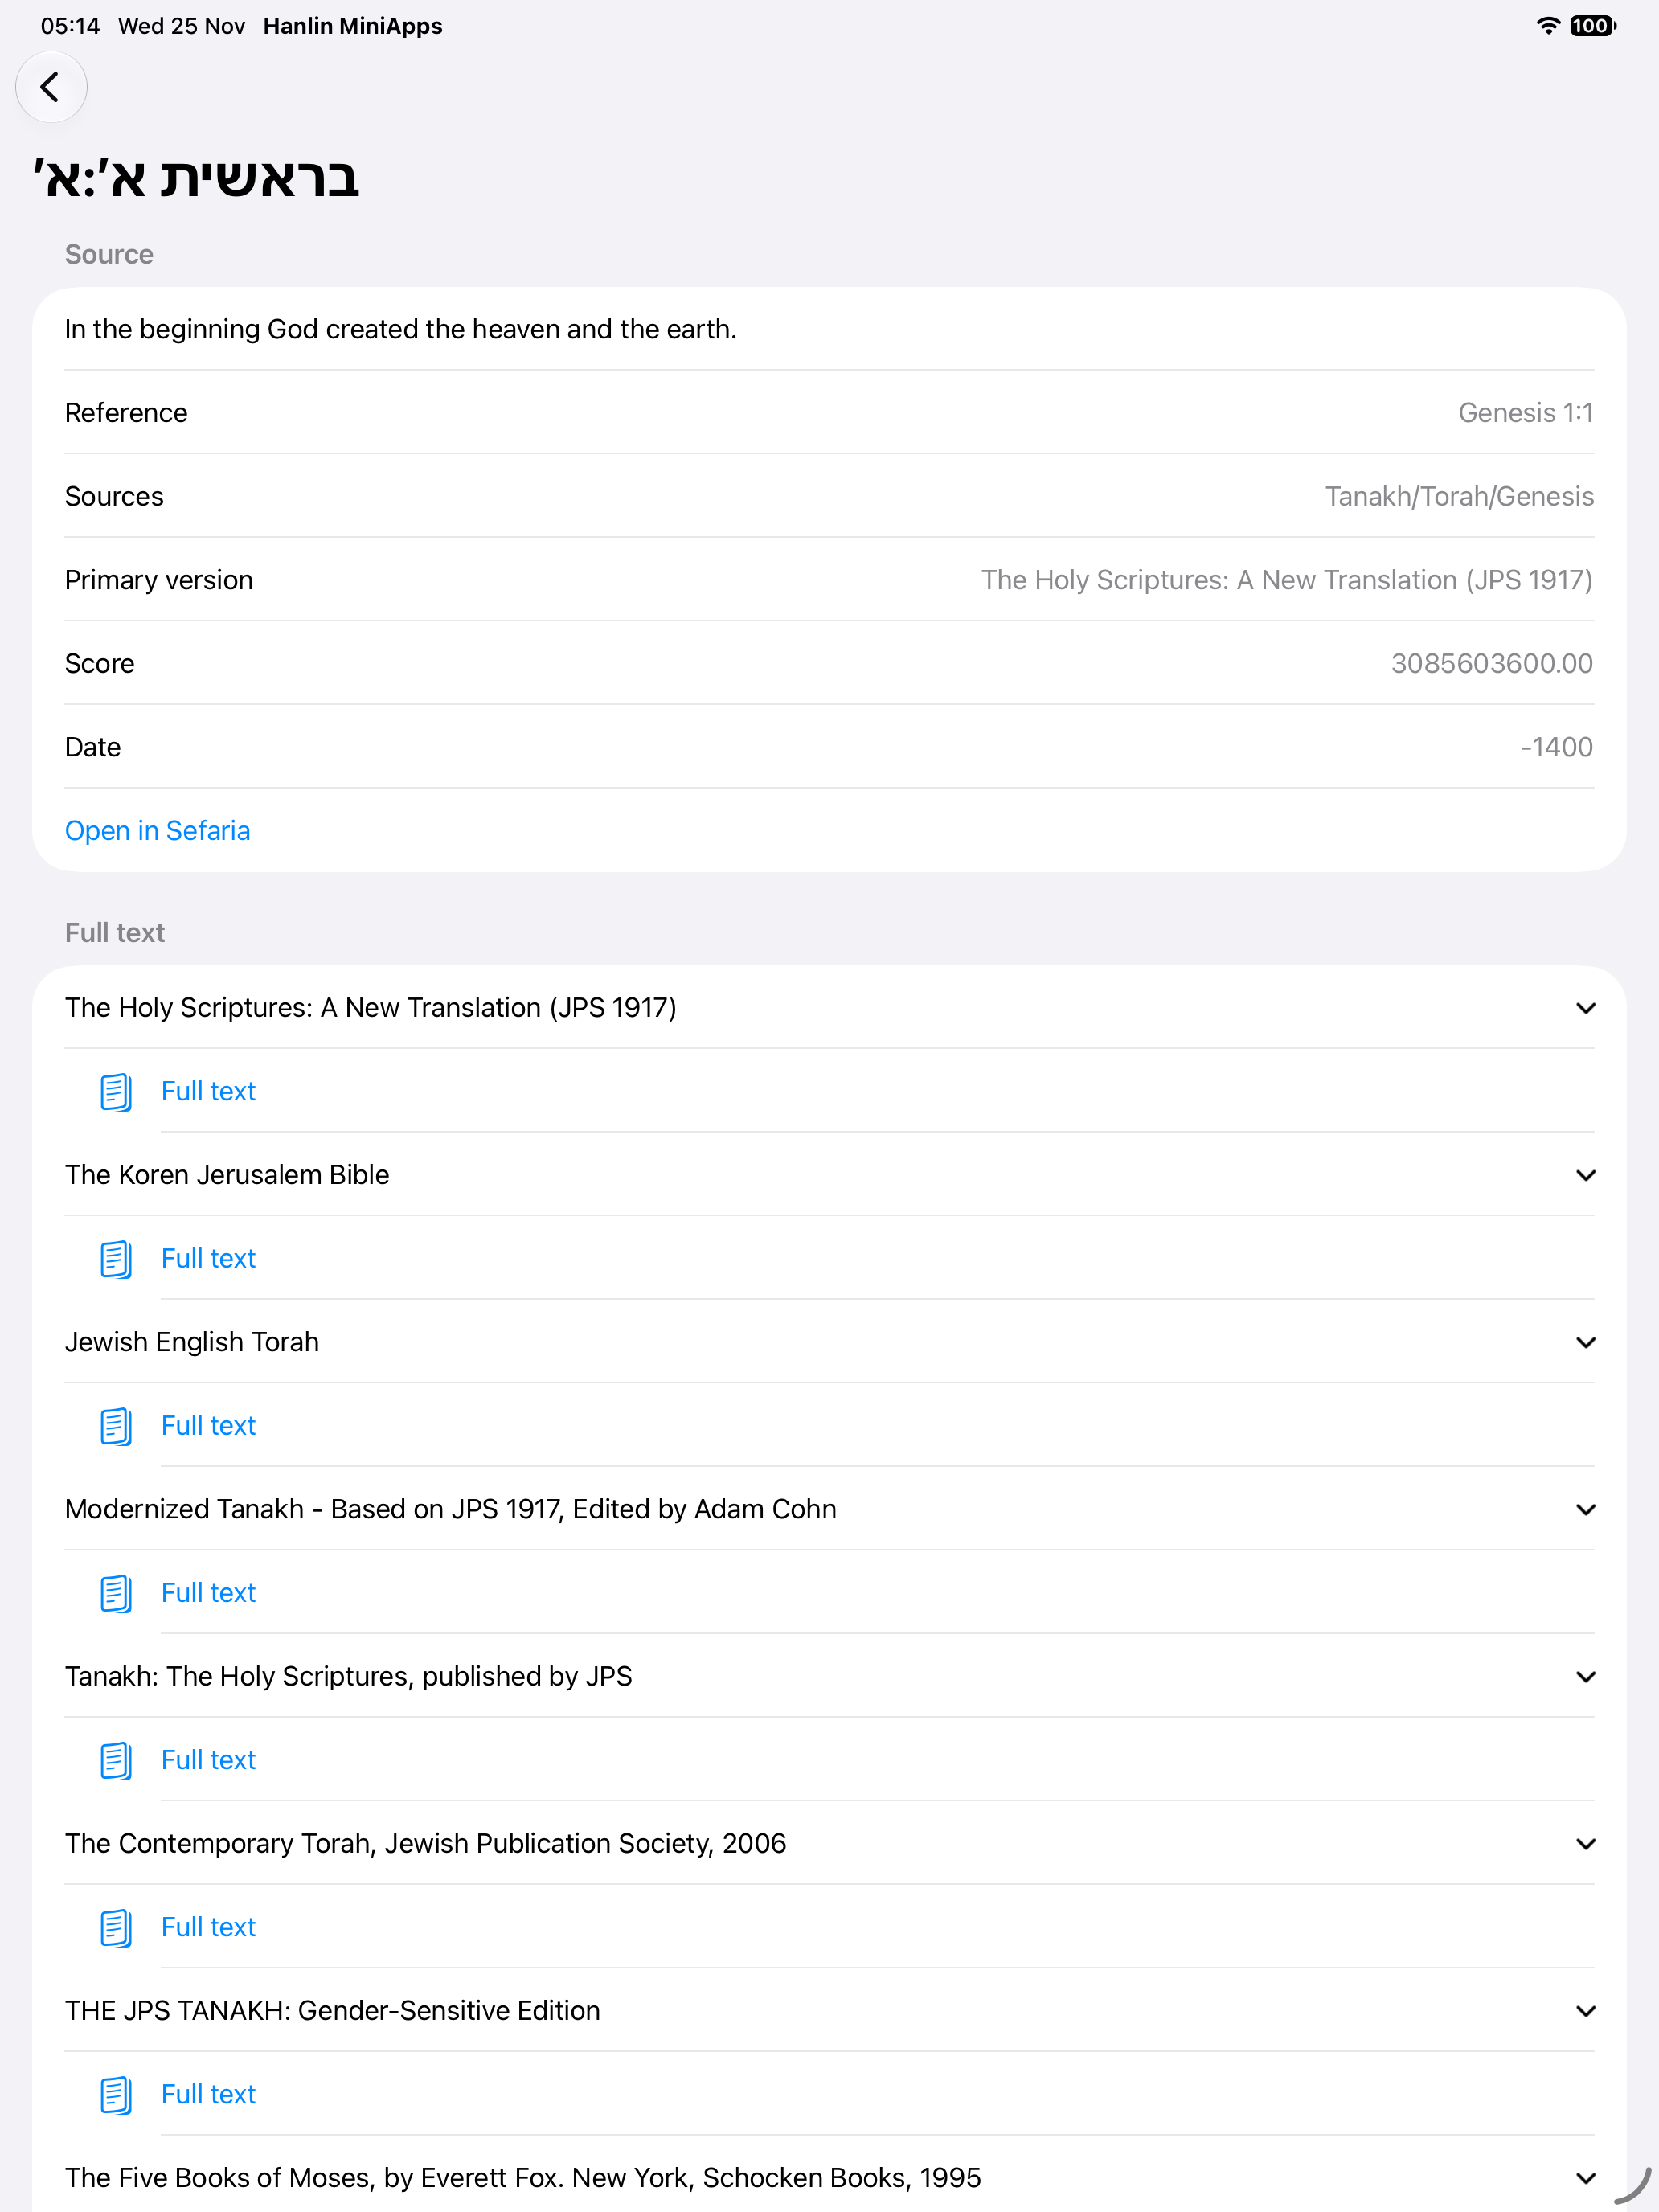 05:14 Wed 25 Nov Hanlin MiniApps
100
בראשית א׳:א׳
Source
In the beginning God created the heaven and the earth.
Reference Genesis 1:1
Sources Tanakh/Torah/Genesis
Primary version The Holy Scriptures: A New Translation (JPS 1917)
Score 3085603600.00
Date -1400
Open in Sefaria
Full text
The Holy Scriptures: A New Translation (JPS 1917)
Full text
The Koren Jerusalem Bible
Full text
Jewish English Torah
Full text
Modernized Tanakh - Based on JPS 1917, Edited by Adam Cohn
Full text
Tanakh: The Holy Scriptures, published by JPS
Full text
The Contemporary Torah, Jewish Publication Society, 2006
Full text
THE JPS TANAKH: Gender-Sensitive Edition
Full text
The Five Books of Moses, by Everett Fox. New York, Schocken Books, 1995